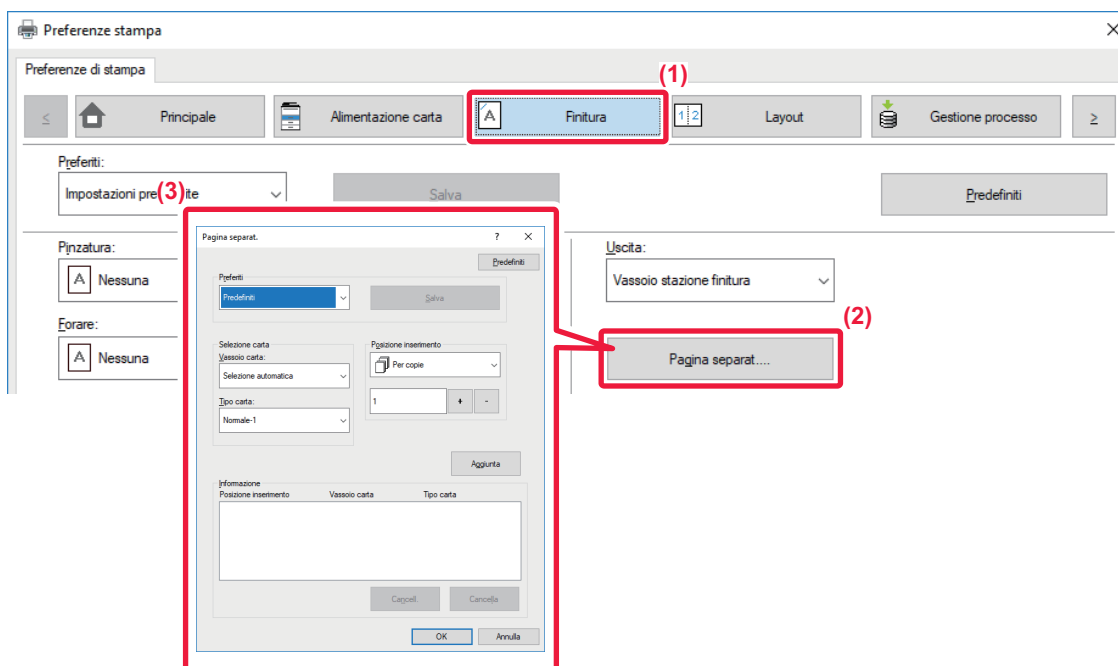 Preferenze stampa
Preferenze di stampa
(1)
≤ Principale Alimentazione carta A Finitura 1 2 Layout Gestione processo ≥
Preferiti:
Impostazioni pre ite Salva Predefiniti
(3)
Pinzatura:
A Nessuna
Forare:
A Nessuna
Uscita:
Vassoio stazione finitura
(2)
Pagina separat....
Pagina separat. ?
Predefiniti
Preferiti
Predefiniti Salva
Selezione carta
Vassoio carta:
Selezione automatica
Tipo carta:
Normale-1
Posizione inserimento
Per copie
1 + -
Aggiunta
Informazione
Posizione inserimento Vassoio carta Tipo carta
Cancell. Cancella
OK Annulla